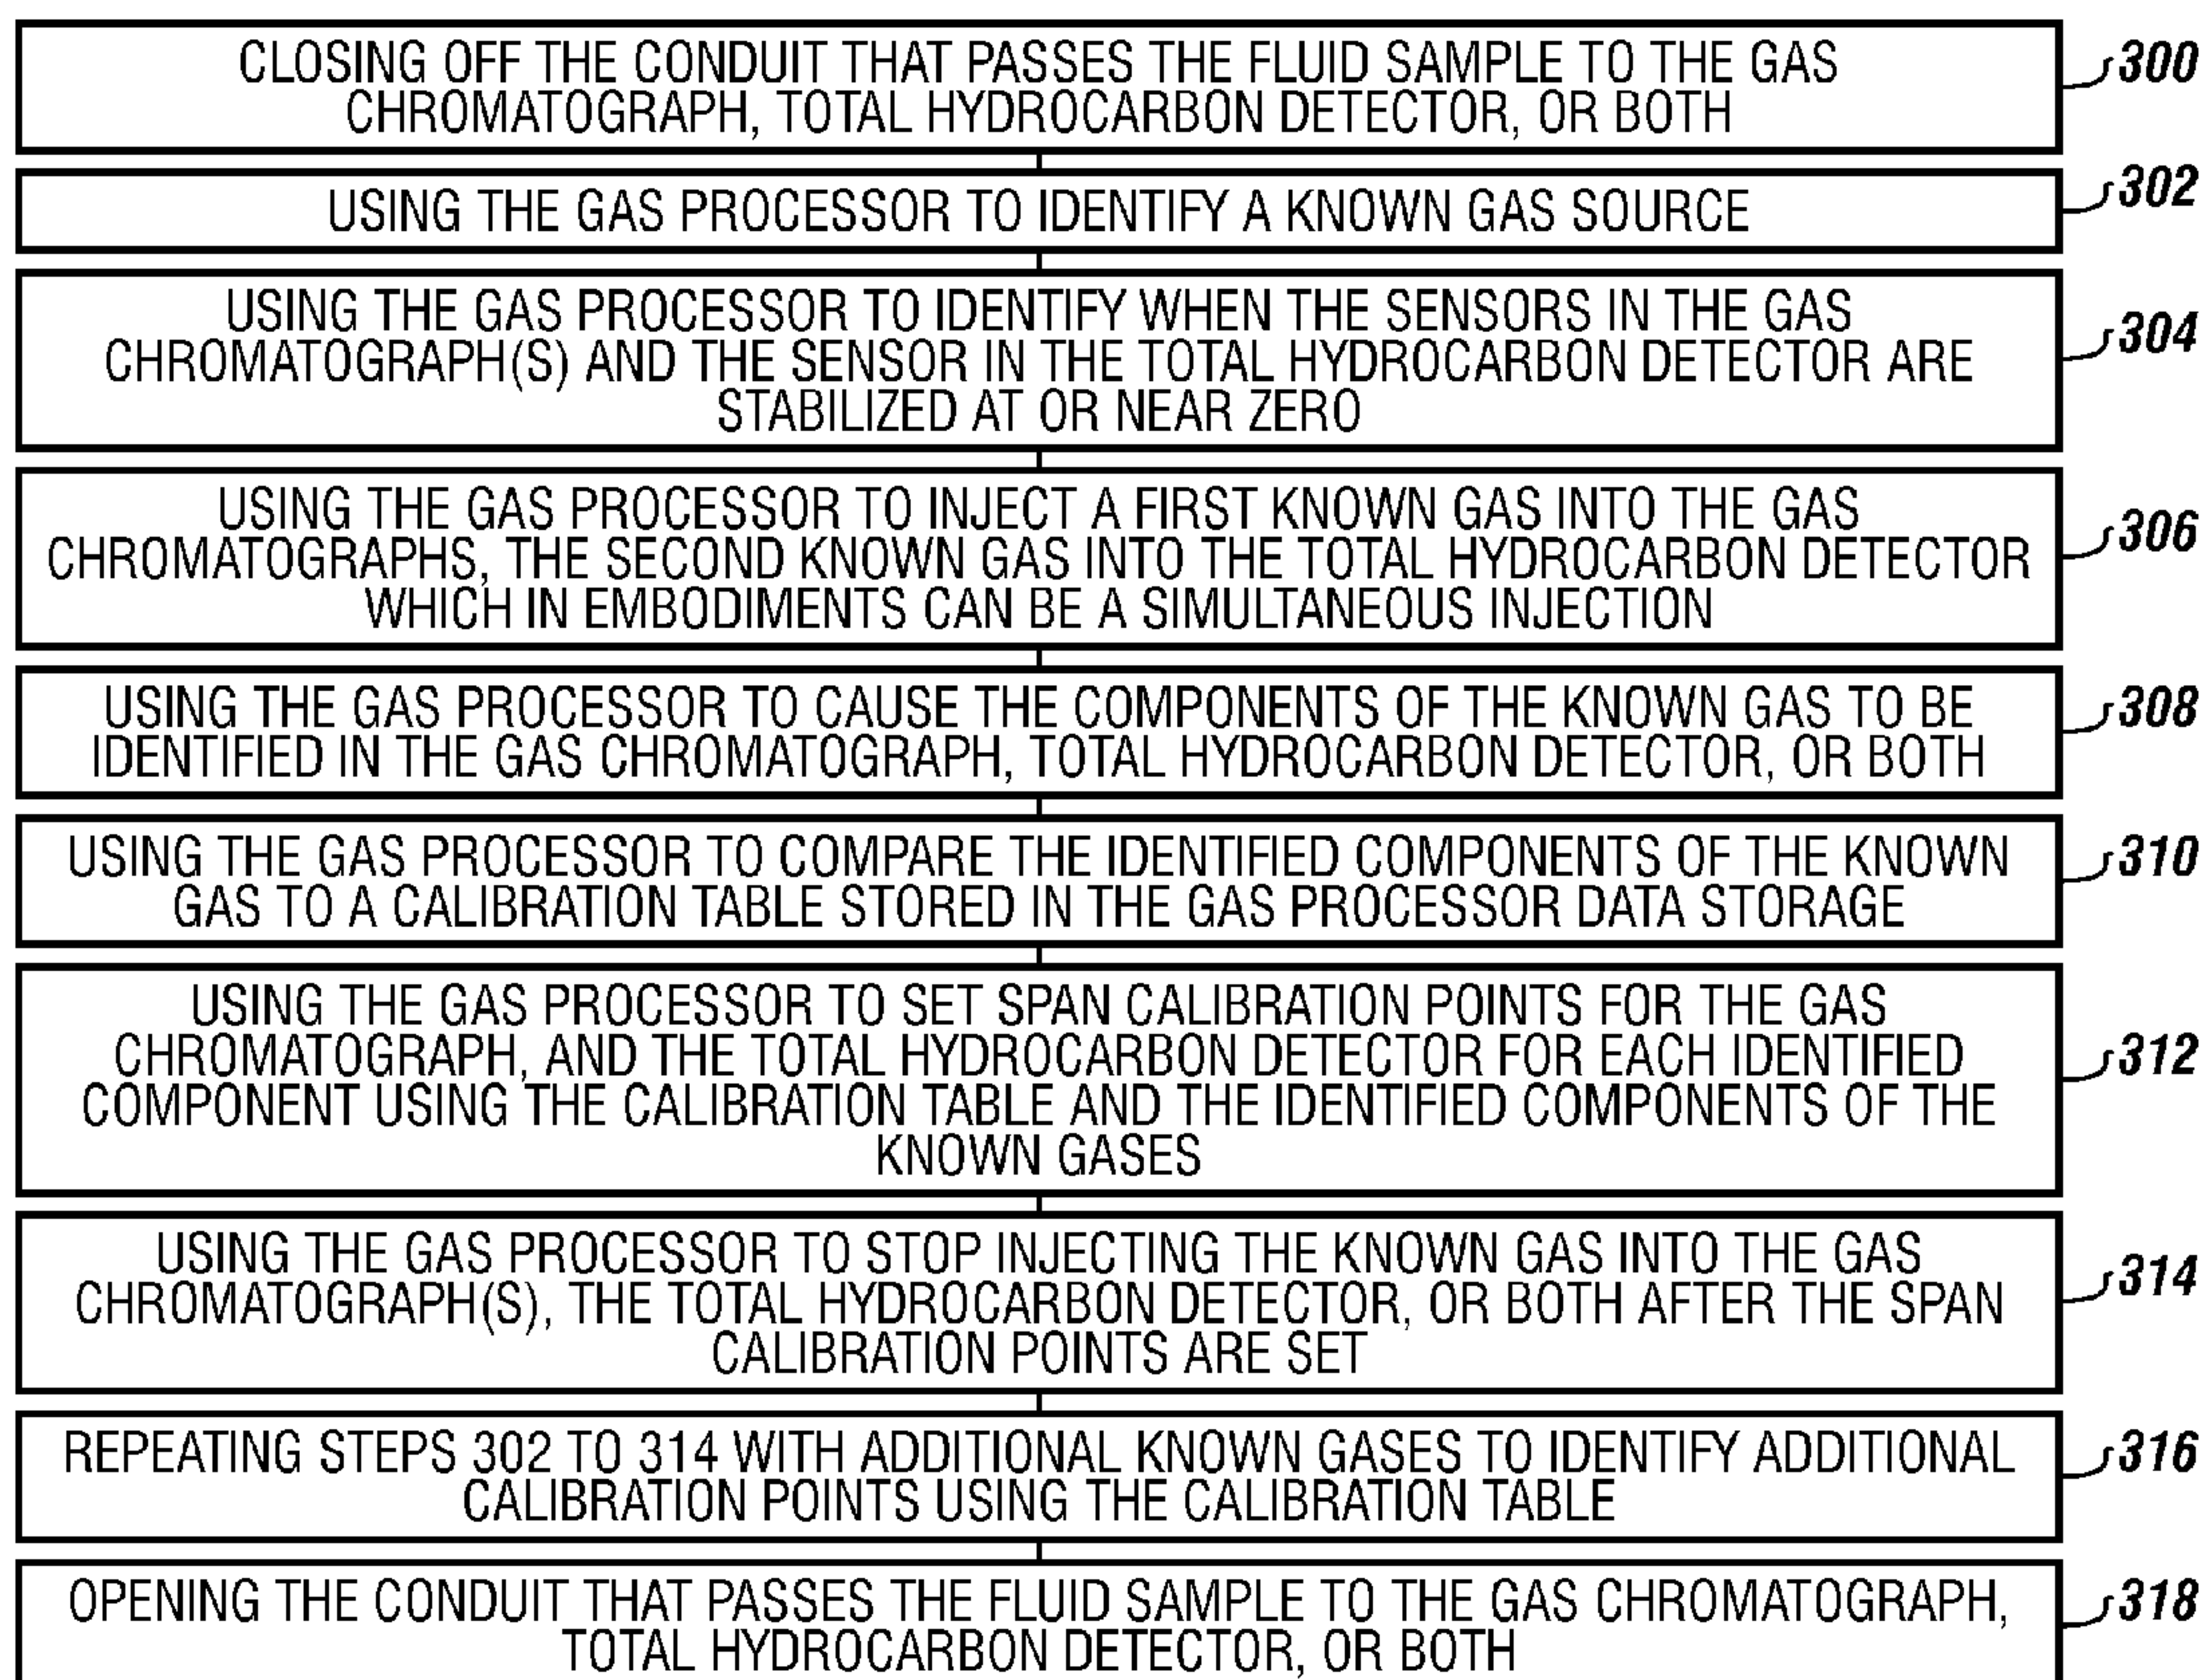 CLOSING OFF THE CONDUIT THAT PASSES THE FLUID SAMPLE TO THE GAS
CHROMATOGRAPH, TOTAL HYDROCARBON DETECTOR, OR BOTH
300
USING THE GAS PROCESSOR TO IDENTIFY A KNOWN GAS SOURCE
302
USING THE GAS PROCESSOR TO IDENTIFY WHEN THE SENSORS IN THE GAS
CHROMATOGRAPH(S) AND THE SENSOR IN THE TOTAL HYDROCARBON DETECTOR ARE
STABILIZED AT OR NEAR ZERO
304
USING THE GAS PROCESSOR TO INJECT A FIRST KNOWN GAS INTO THE GAS
CHROMATOGRAPHS, THE SECOND KNOWN GAS INTO THE TOTAL HYDROCARBON DETECTOR
WHICH IN EMBODIMENTS CAN BE A SIMULTANEOUS INJECTION
306
USING THE GAS PROCESSOR TO CAUSE THE COMPONENTS OF THE KNOWN GAS TO BE
IDENTIFIED IN THE GAS CHROMATOGRAPH, TOTAL HYDROCARBON DETECTOR, OR BOTH
308
USING THE GAS PROCESSOR TO COMPARE THE IDENTIFIED COMPONENTS OF THE KNOWN
GAS TO A CALIBRATION TABLE STORED IN THE GAS PROCESSOR DATA STORAGE
310
USING THE GAS PROCESSOR TO SET SPAN CALIBRATION POINTS FOR THE GAS
CHROMATOGRAPH, AND THE TOTAL HYDROCARBON DETECTOR FOR EACH IDENTIFIED
COMPONENT USING THE CALIBRATION TABLE AND THE IDENTIFIED COMPONENTS OF THE
KNOWN GASES
312
USING THE GAS PROCESSOR TO STOP INJECTING THE KNOWN GAS INTO THE GAS
CHROMATOGRAPH(S), THE TOTAL HYDROCARBON DETECTOR, OR BOTH AFTER THE SPAN
CALIBRATION POINTS ARE SET
314
REPEATING STEPS 302 TO 314 WITH ADDITIONAL KNOWN GASES TO IDENTIFY ADDITIONAL
CALIBRATION POINTS USING THE CALIBRATION TABLE
316
OPENING THE CONDUIT THAT PASSES THE FLUID SAMPLE TO THE GAS CHROMATOGRAPH,
TOTAL HYDROCARBON DETECTOR, OR BOTH
318